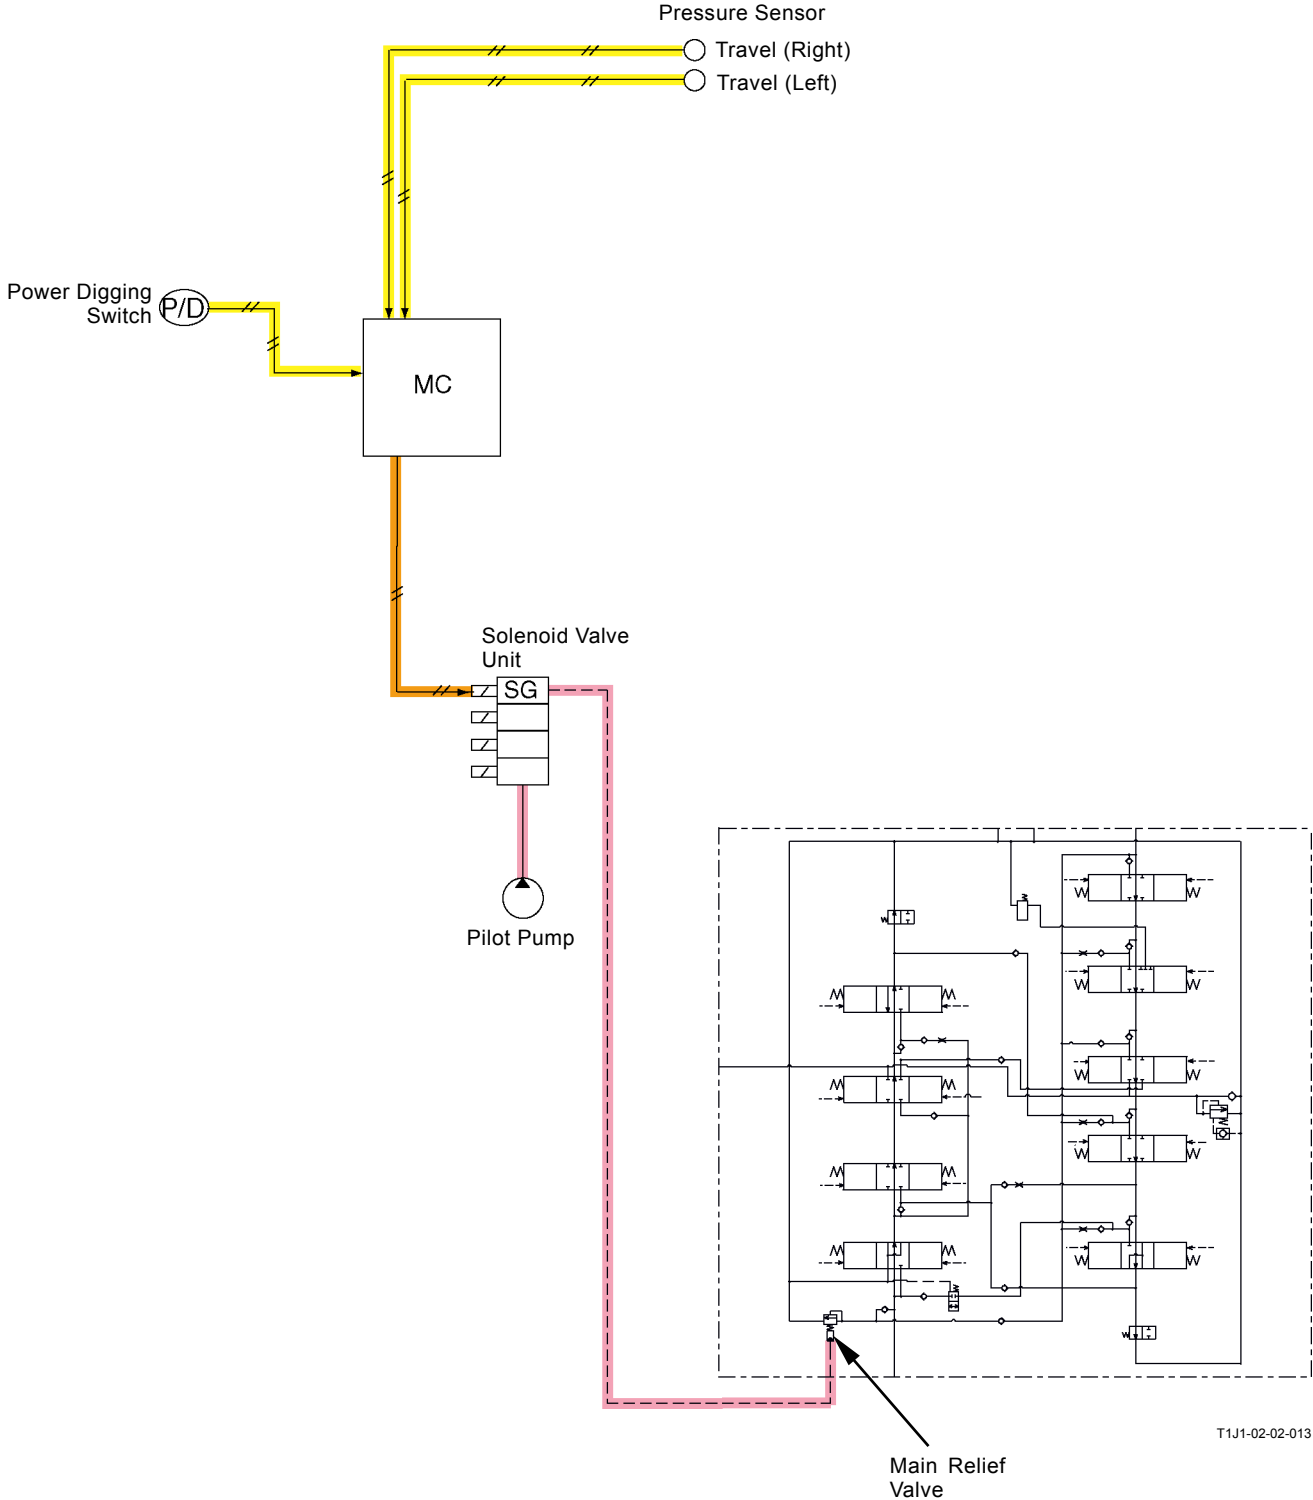 Pressure Sensor
Travel (Right)
Travel (Left)
Power Digging
Switch
P/D
MC
Solenoid Valve
Unit
SG
Pilot Pump
T1J1-02-02-013
Main Relief
Valve